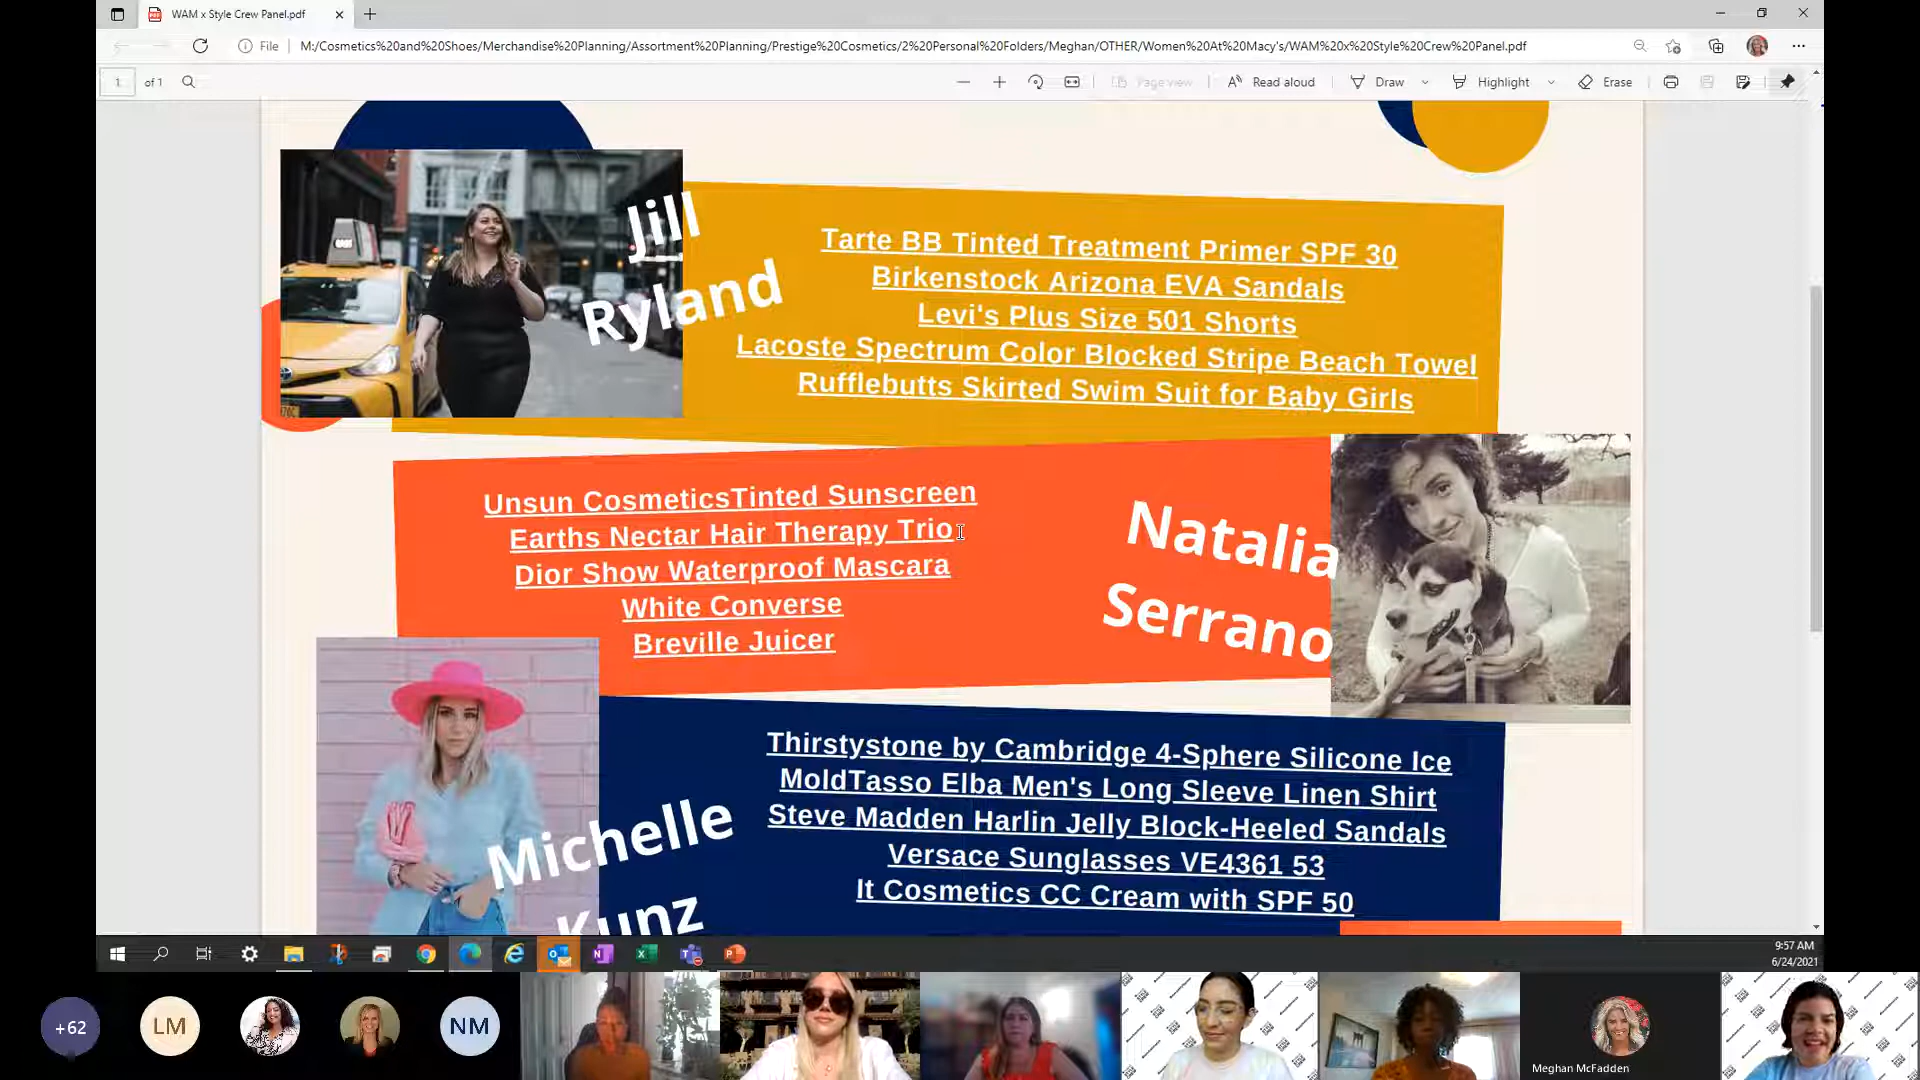 WAM x Style Crew Panel.pdf
File
M:/Cosmetics%20and%20Shoes/Merchandise%20Planning/Assortment%20Planning/Prestige%20Cosmetics/2%20Personal%20Folders/Meghan/OTHER/Women%20At%20Macy's/WAM%20x%20Style%20Crew%20Panel.pdf
1 of 1
Page view
Read aloud
Draw
Highlight
Erase
Jill
Ryland
Tarte BB Tinted Treatment Primer SPF 30
Birkenstock Arizona EVA Sandals
Levi's Plus Size 501 Shorts
Lacoste Spectrum Color Blocked Stripe Beach Towel
Rufflebutts Skirted Swim Suit for Baby Girls
Unsun CosmeticsTinted Sunscreen
Earths Nectar Hair Therapy Trio
Dior Show Waterproof Mascara
White Converse
Breville Juicer
Natalia
Serrano
Michelle
Kunz
Thirstystone by Cambridge 4-Sphere Silicone Ice
MoldTasso Elba Men's Long Sleeve Linen Shirt
Steve Madden Harlin Jelly Block-Heeled Sandals
Versace Sunglasses VE4361 53
It Cosmetics CC Cream with SPF 50
9:57 AM
6/24/2021
+62
LM
NM
Meghan McFadden